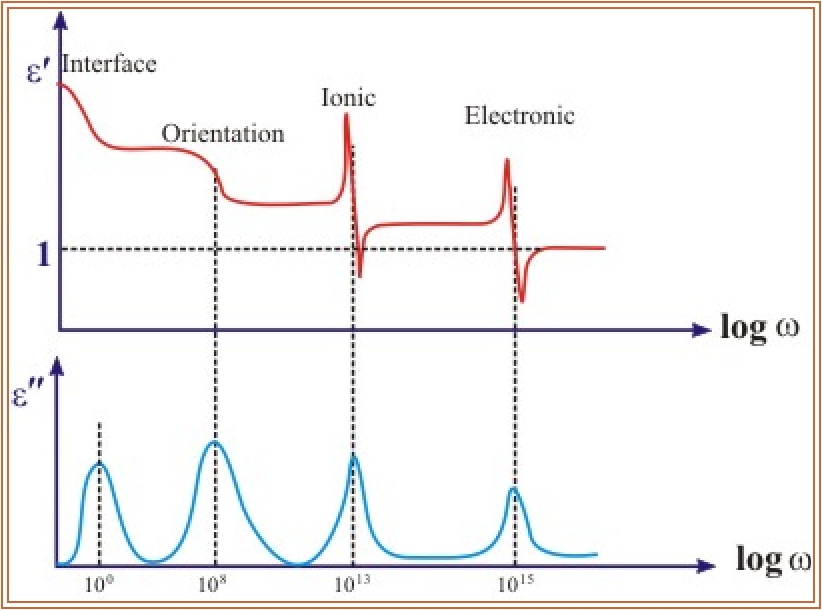 ε′
Interface
Orientation
Ionic
Electronic
1
log ω
ε″
log ω
10⁰
10⁸
10¹³
10¹⁵